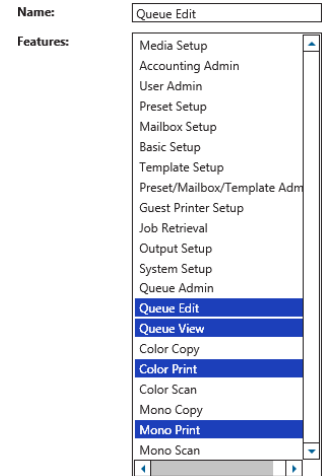 Name: Queue Edit
Features:
Media Setup
Accounting Admin
User Admin
Preset Setup
Mailbox Setup
Basic Setup
Template Setup
Preset/Mailbox/Template Adm
Guest Printer Setup
Job Retrieval
Output Setup
System Setup
Queue Admin
Queue Edit
Queue View
Color Copy
Color Print
Color Scan
Mono Copy
Mono Print
Mono Scan